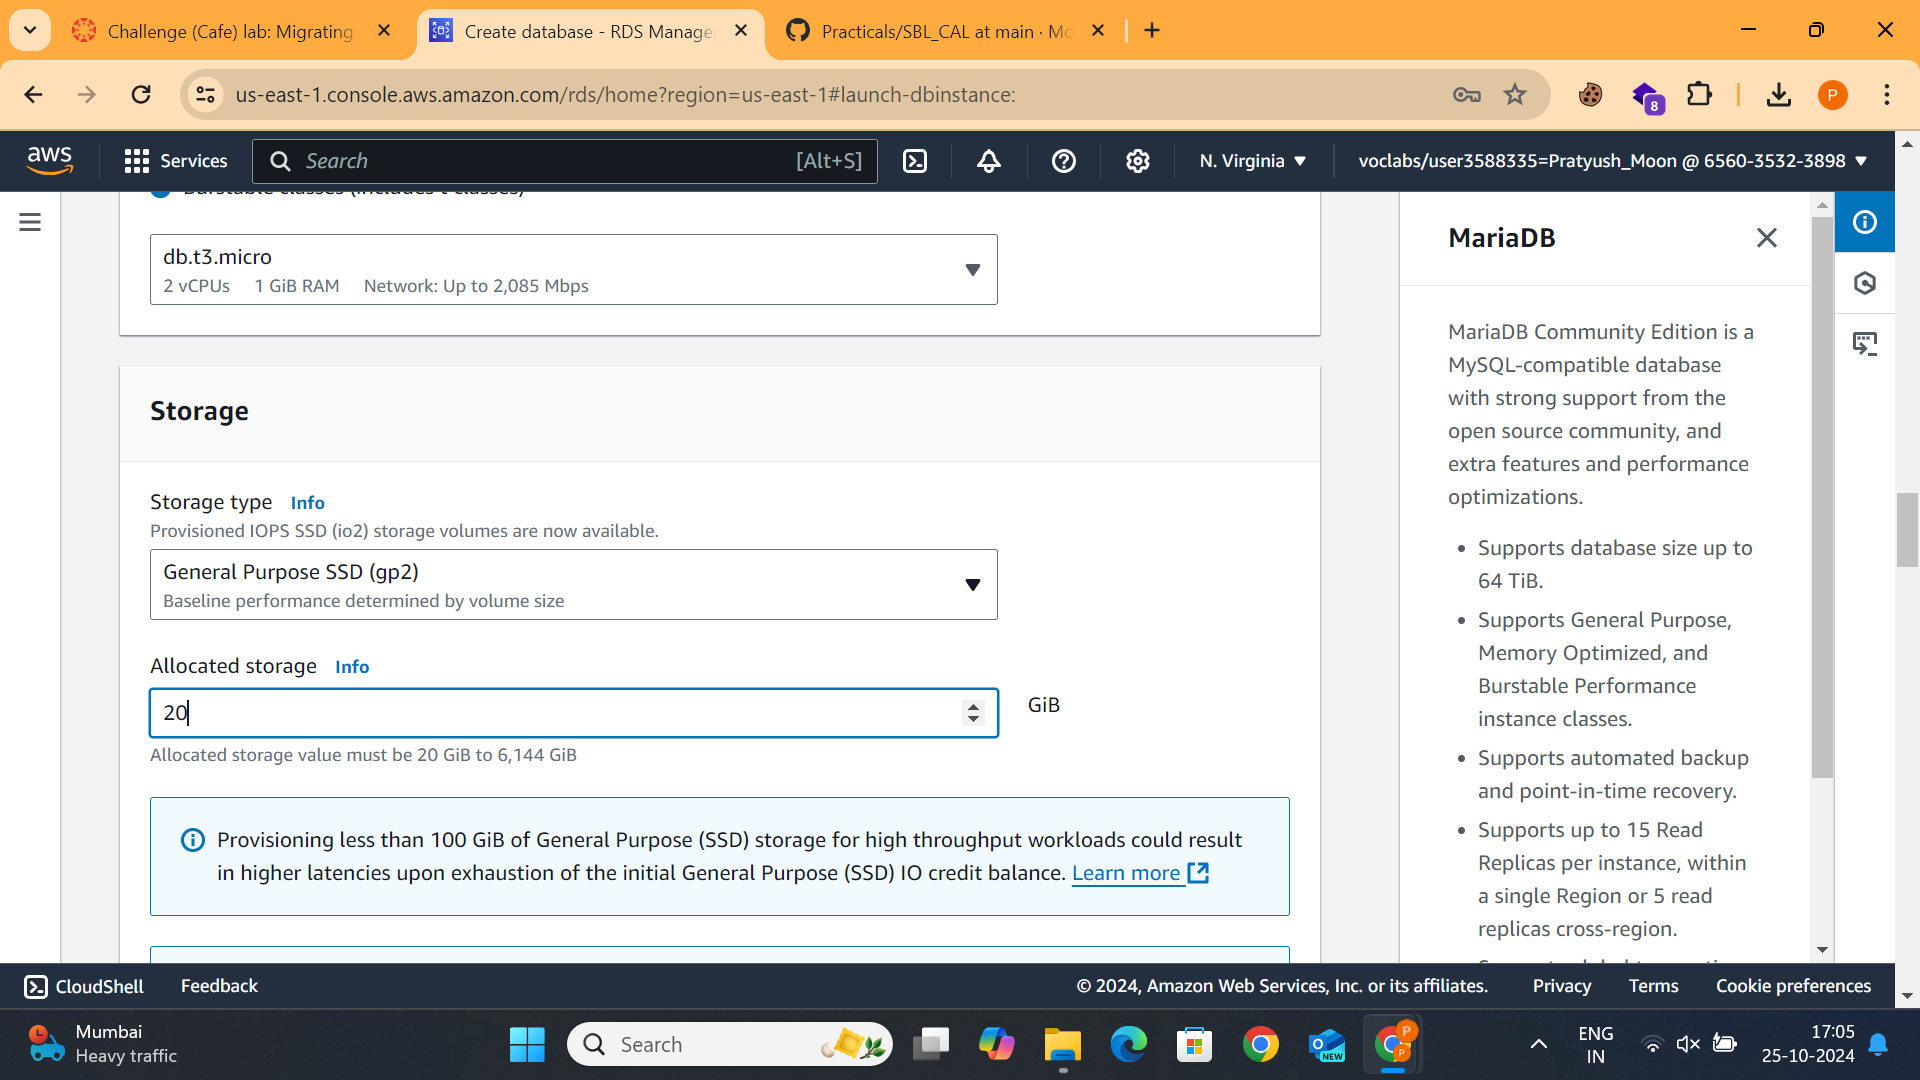 Challenge (Cafe) lab: Migrating
Create database - RDS Manage
Practicals/SBL_CAL at main · Mo
us-east-1.console.aws.amazon.com/rds/home?region=us-east-1#launch-dbinstance:
8
P
aws
Services
Search
[Alt+S]
N. Virginia
voclabs/user3588335=Pratyush_Moon @ 6560-3532-3898
Burstable classes (includes t classes)
db.t3.micro
2 vCPUs 1 GiB RAM Network: Up to 2,085 Mbps
Storage
Storage type Info
Provisioned IOPS SSD (io2) storage volumes are now available.
General Purpose SSD (gp2)
Baseline performance determined by volume size
Allocated storage Info
20
GiB
Allocated storage value must be 20 GiB to 6,144 GiB
Provisioning less than 100 GiB of General Purpose (SSD) storage for high throughput workloads could result
in higher latencies upon exhaustion of the initial General Purpose (SSD) IO credit balance. Learn more
MariaDB
MariaDB Community Edition is a
MySQL-compatible database
with strong support from the
open source community, and
extra features and performance
optimizations.
• Supports database size up to
64 TiB.
• Supports General Purpose,
Memory Optimized, and
Burstable Performance
instance classes.
• Supports automated backup
and point-in-time recovery.
• Supports up to 15 Read
Replicas per instance, within
a single Region or 5 read
replicas cross-region.
CloudShell
Feedback
© 2024, Amazon Web Services, Inc. or its affiliates.
Privacy
Terms
Cookie preferences
Mumbai
Heavy traffic
Search
NEW
P
P
ENG
IN
17:05
25-10-2024